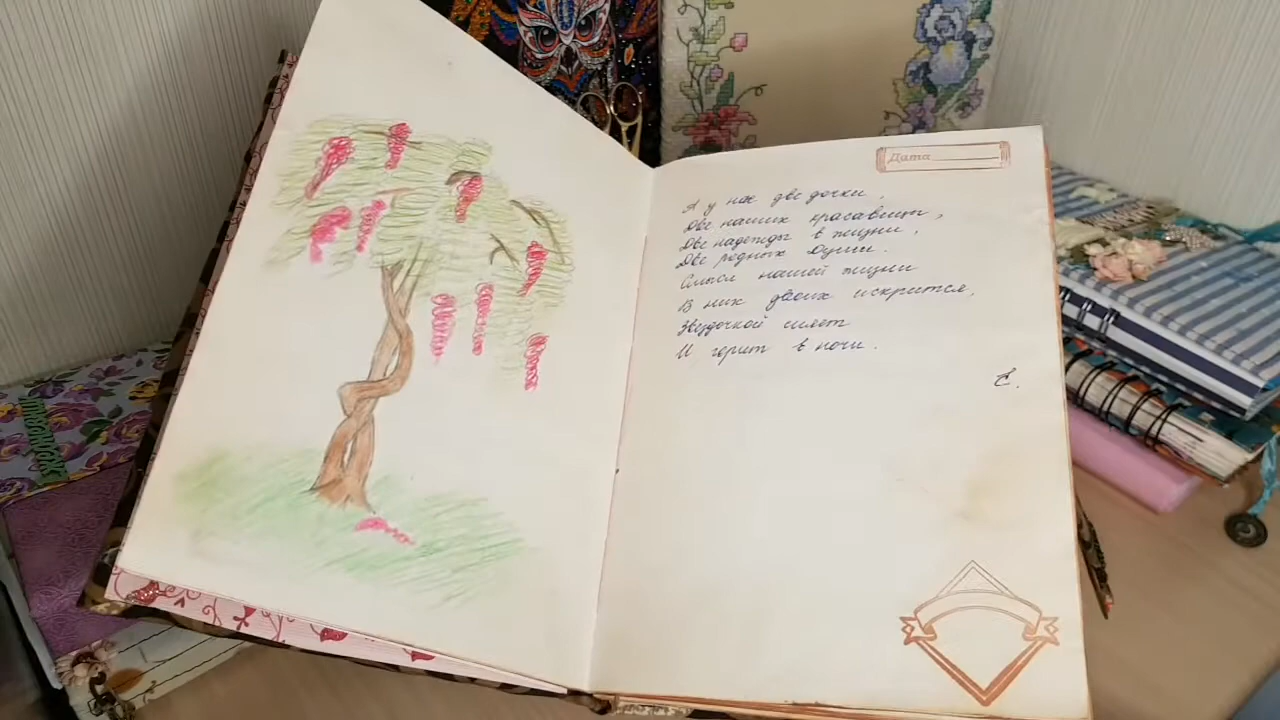 Дата
А у нас две дочки,
Две наших красавицы,
Две надежды в жизни,
Две родных души.
Смысл нашей жизни
В них двоих искрится,
Звездочкой сияет
И горит в ночи.
Е.